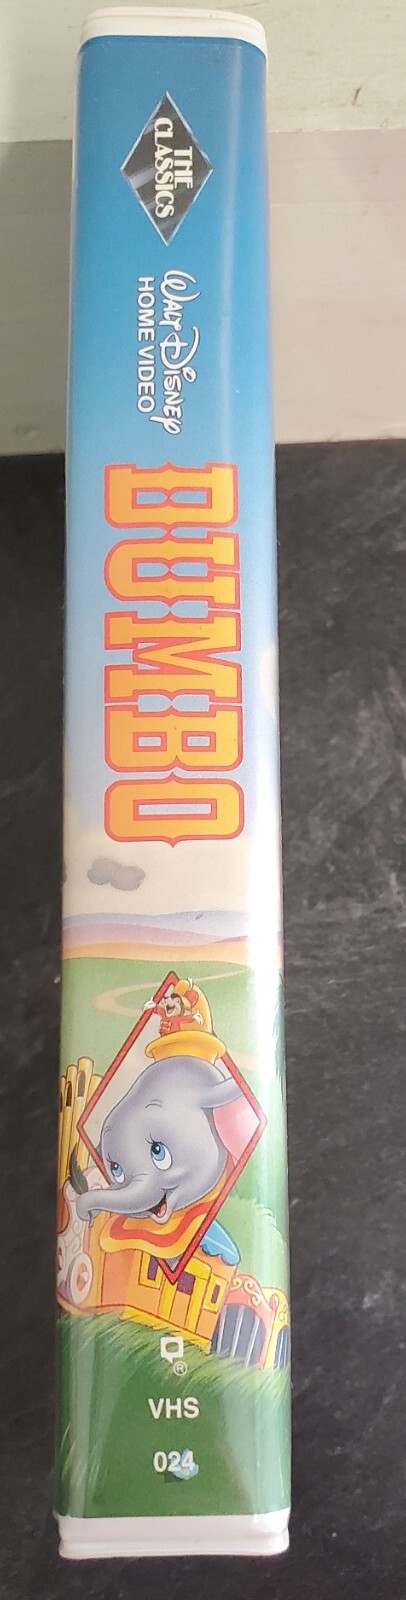 THE
CLASSICS
WALT DISNEY
HOME VIDEO
DUMBO
®
VHS
024